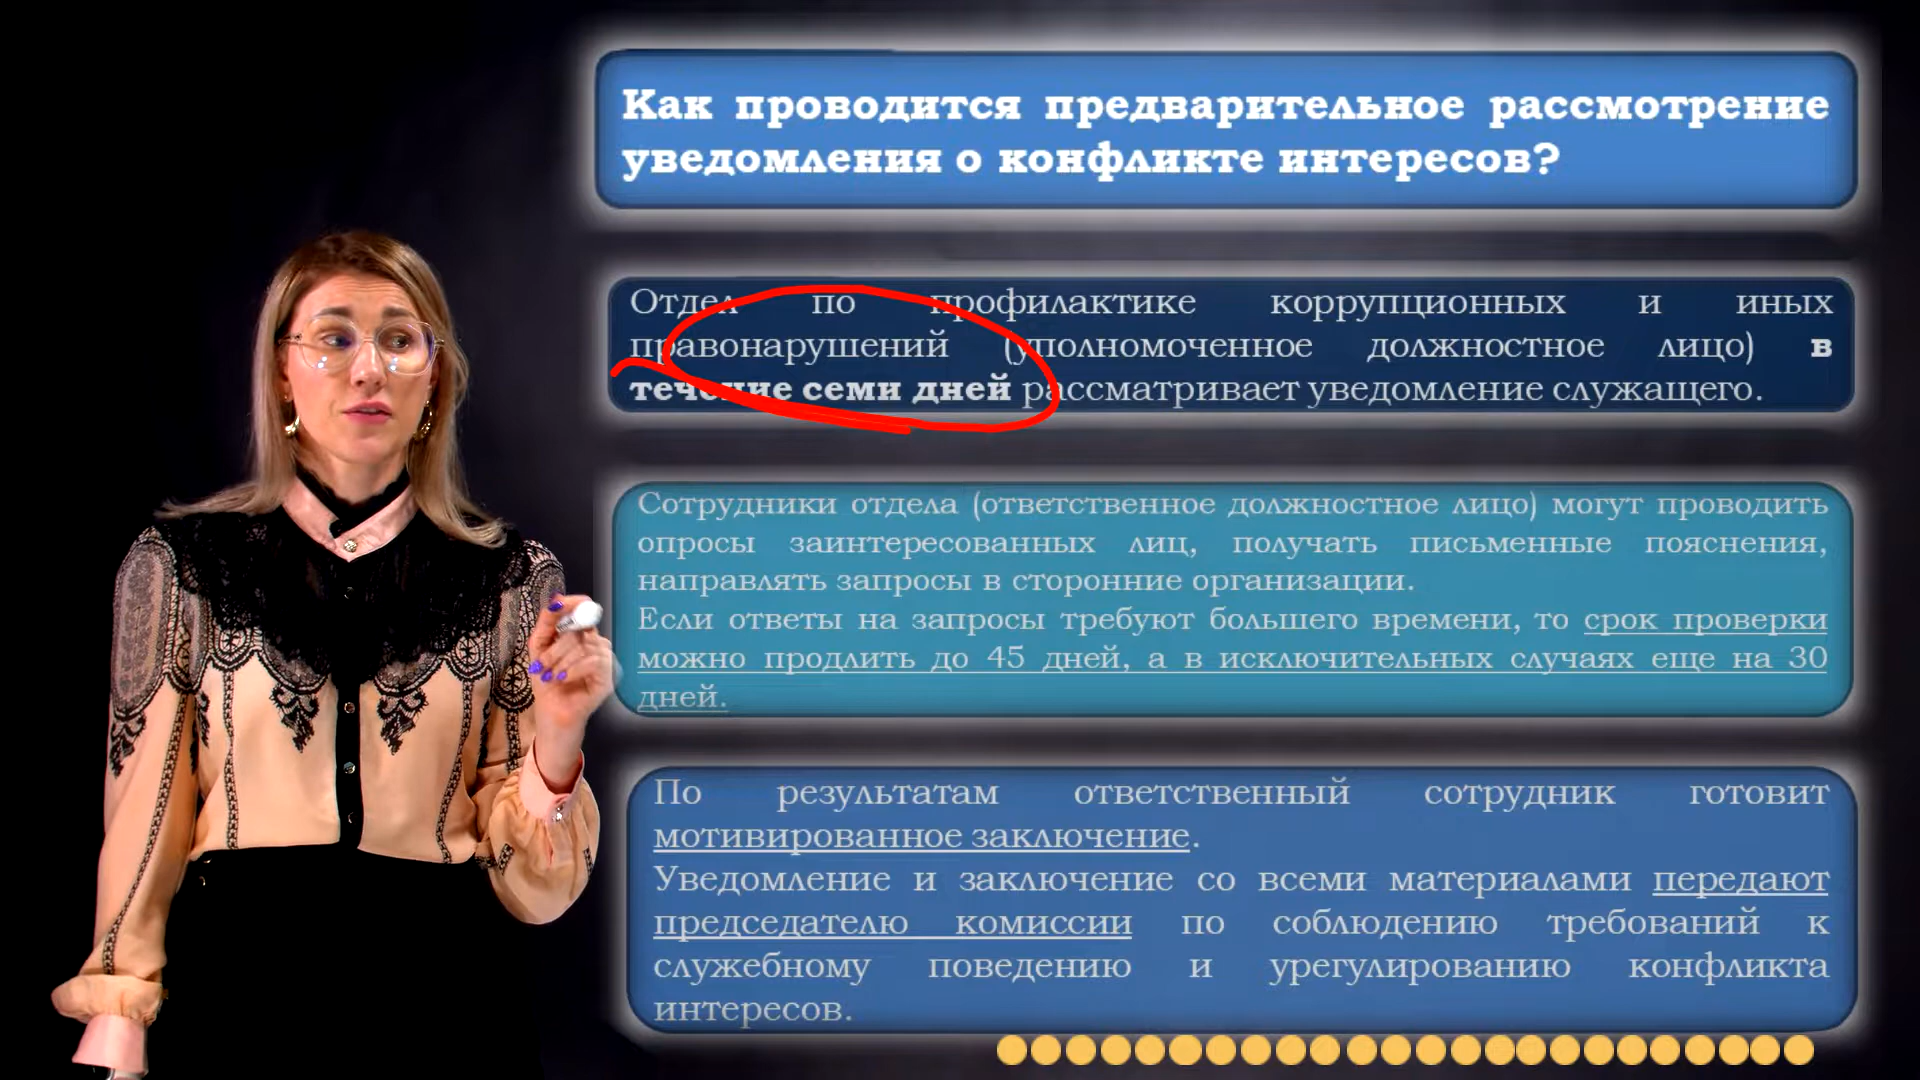 Как проводится предварительное рассмотрение
уведомления о конфликте интересов?
Отдел по профилактике коррупционных и иных
правонарушений (уполномоченное должностное лицо) в
течение семи дней рассматривает уведомление служащего.
Сотрудники отдела (ответственное должностное лицо) могут проводить
опросы заинтересованных лиц, получать письменные пояснения,
направлять запросы в сторонние организации.
Если ответы на запросы требуют большего времени, то срок проверки
можно продлить до 45 дней, а в исключительных случаях еще на 30
дней.
По результатам ответственный сотрудник готовит
мотивированное заключение.
Уведомление и заключение со всеми материалами передают
председателю комиссии по соблюдению требований к
служебному поведению и урегулированию конфликта
интересов.